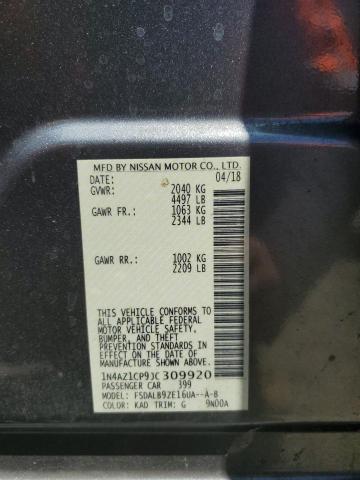 MFD BY NISSAN MOTOR CO., LTD.
DATE: 04/18
GVWR: 2040 KG
4497 LB
GAWR FR.: 1063 KG
2344 LB
GAWR RR.: 1002 KG
2209 LB
THIS VEHICLE CONFORMS TO
ALL APPLICABLE FEDERAL
MOTOR VEHICLE SAFETY,
BUMPER, AND THEFT
PREVENTION STANDARDS
IN EFFECT ON THE DATE OF
MANUFACTURE SHOWN ABOVE.
1N4AZ1CP9JC309920
PASSENGER CAR 399
MODEL: FSDALB9ZE16UA--A-B
COLOR: KAD TRIM: G 9N00A